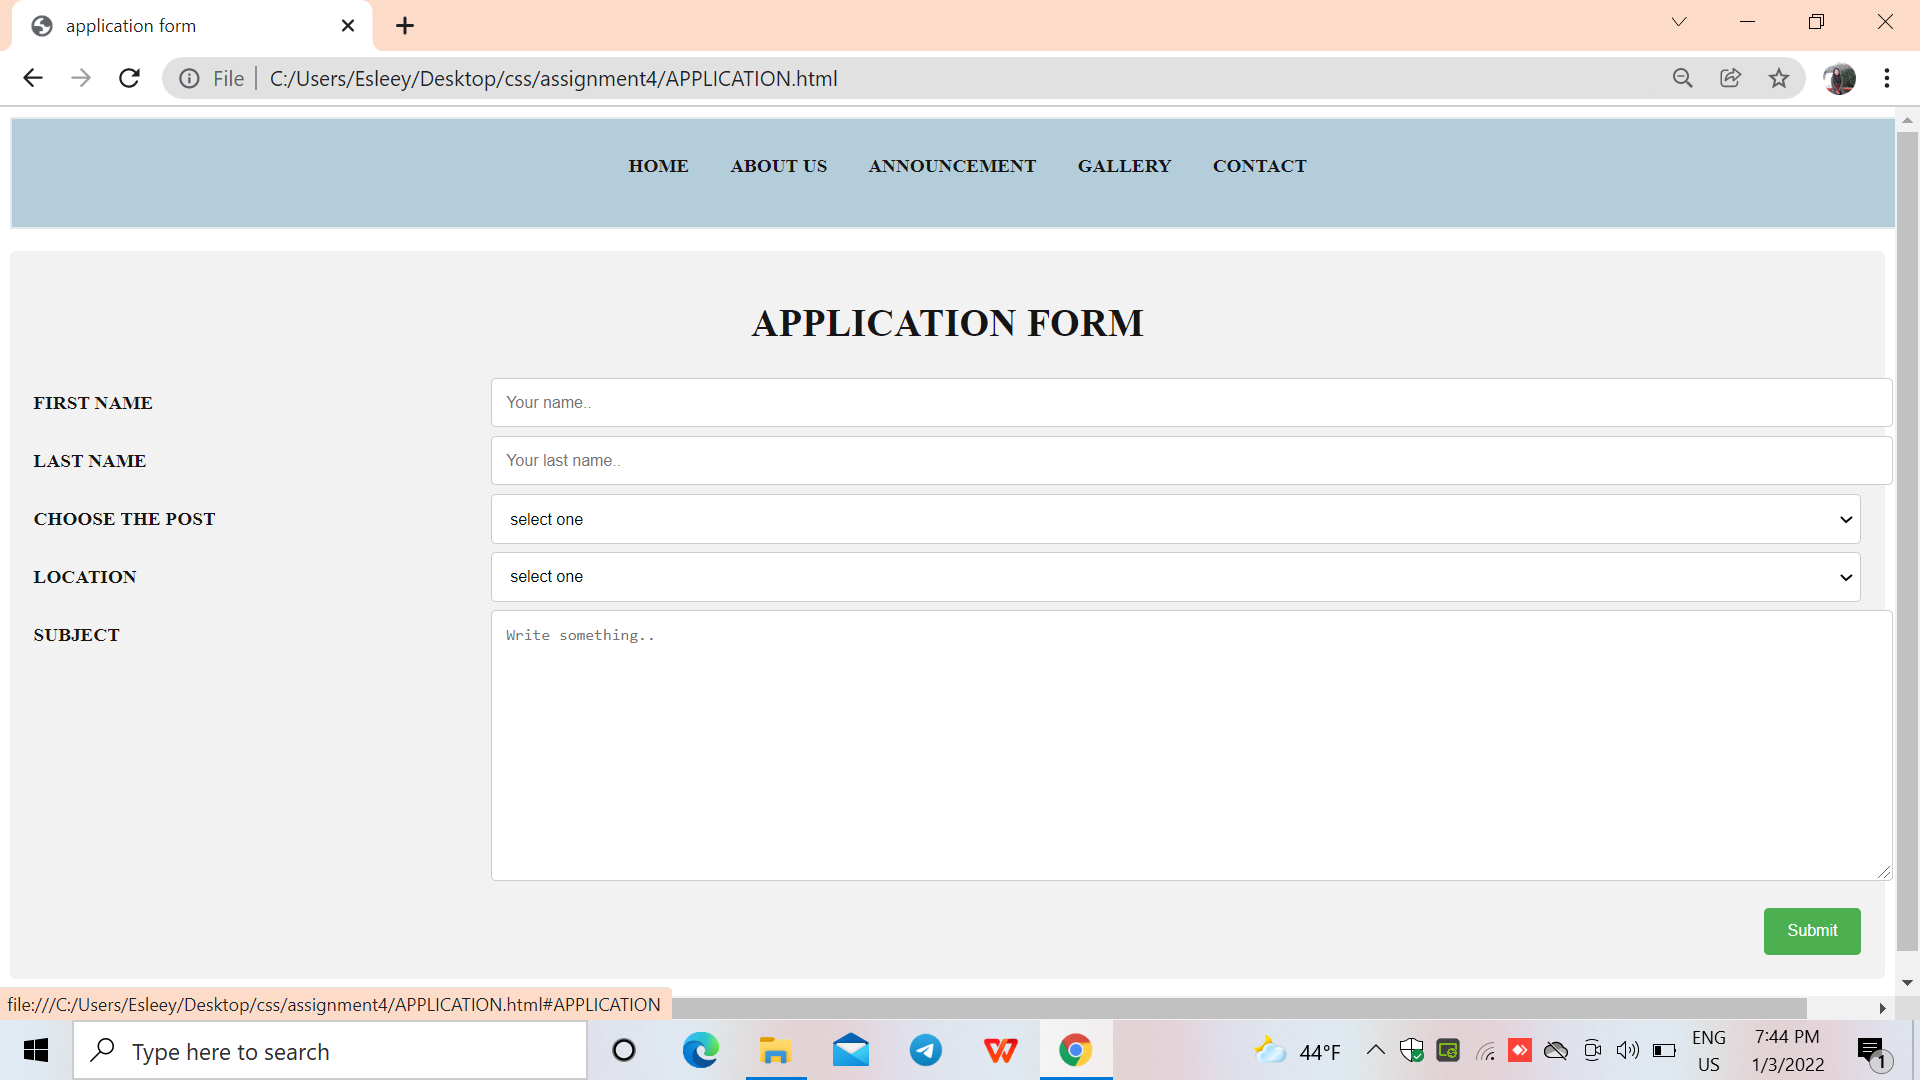 application form
File
C:/Users/Esleey/Desktop/css/assignment4/APPLICATION.html
HOME ABOUT US ANNOUNCEMENT GALLERY CONTACT
APPLICATION FORM
FIRST NAME Your name..
LAST NAME Your last name..
CHOOSE THE POST select one
LOCATION select one
SUBJECT Write something..
Submit
file:///C:/Users/Esleey/Desktop/css/assignment4/APPLICATION.html#APPLICATION
Type here to search
44°F
ENG
US
7:44 PM
1/3/2022
1